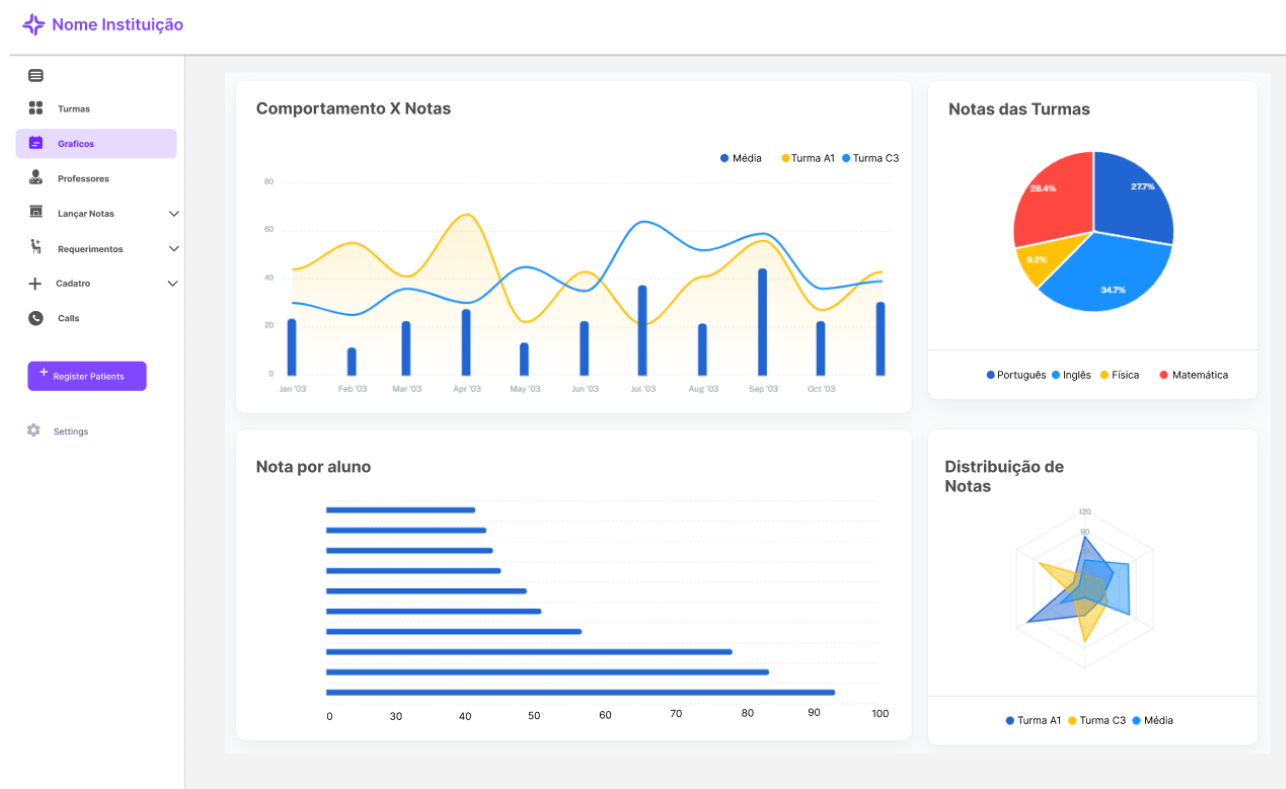 Nome Instituição
Turmas
Graficos
Professores
Lançar Notas
Requerimentos
Cadatro
Calls
+ Register Patients
Settings
Comportamento X Notas
Média Turma A1 Turma C3
80
60
40
20
0
Jan '03 Feb '03 Mar '03 Apr '03 May '03 Jun '03 Jul '03 Aug '03 Sep '03 Oct '03
Notas das Turmas
28.4% 27.7%
9.2%
34.7%
Português Inglês Física Matemática
Nota por aluno
0 30 40 50 60 70 80 90 100
Distribuição de
Notas
120
90
Turma A1 Turma C3 Média